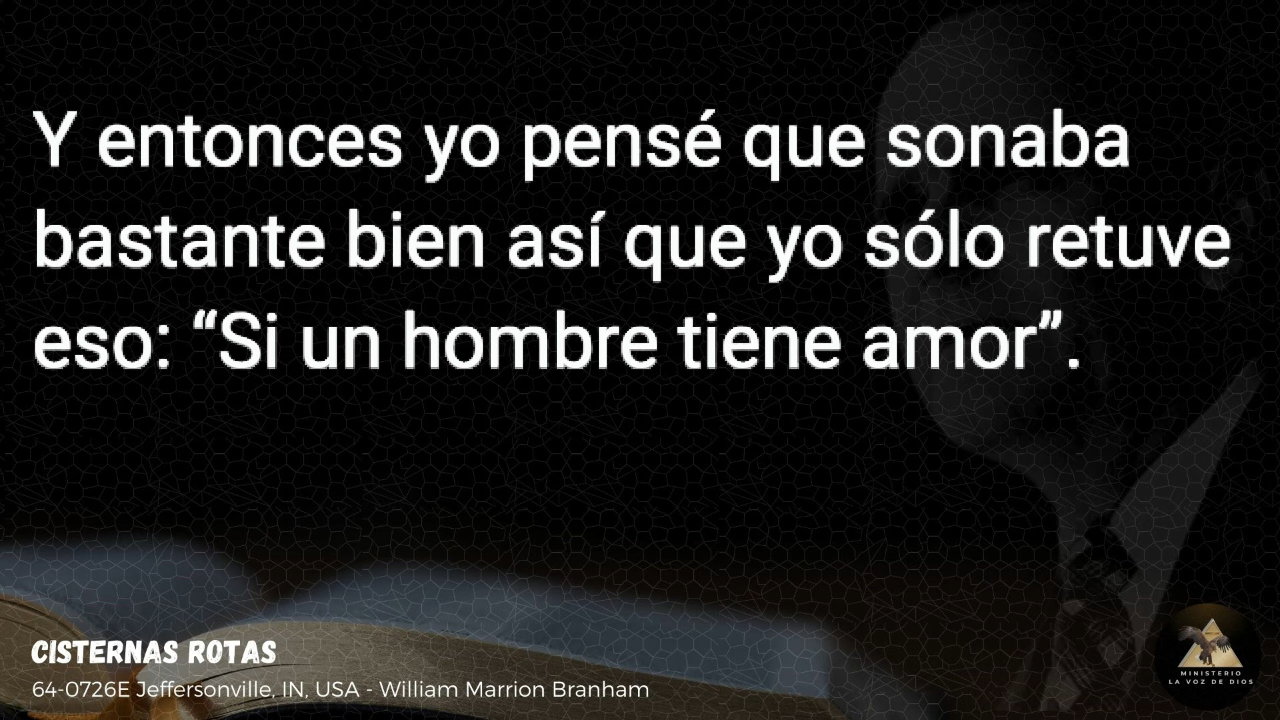 Y entonces yo pensé que sonaba
bastante bien así que yo sólo retuve
eso: “Si un hombre tiene amor”.
CISTERNAS ROTAS
64-0726E Jeffersonville, IN, USA - William Marrion Branham
MINISTERIO
LA VOZ DE DIOS